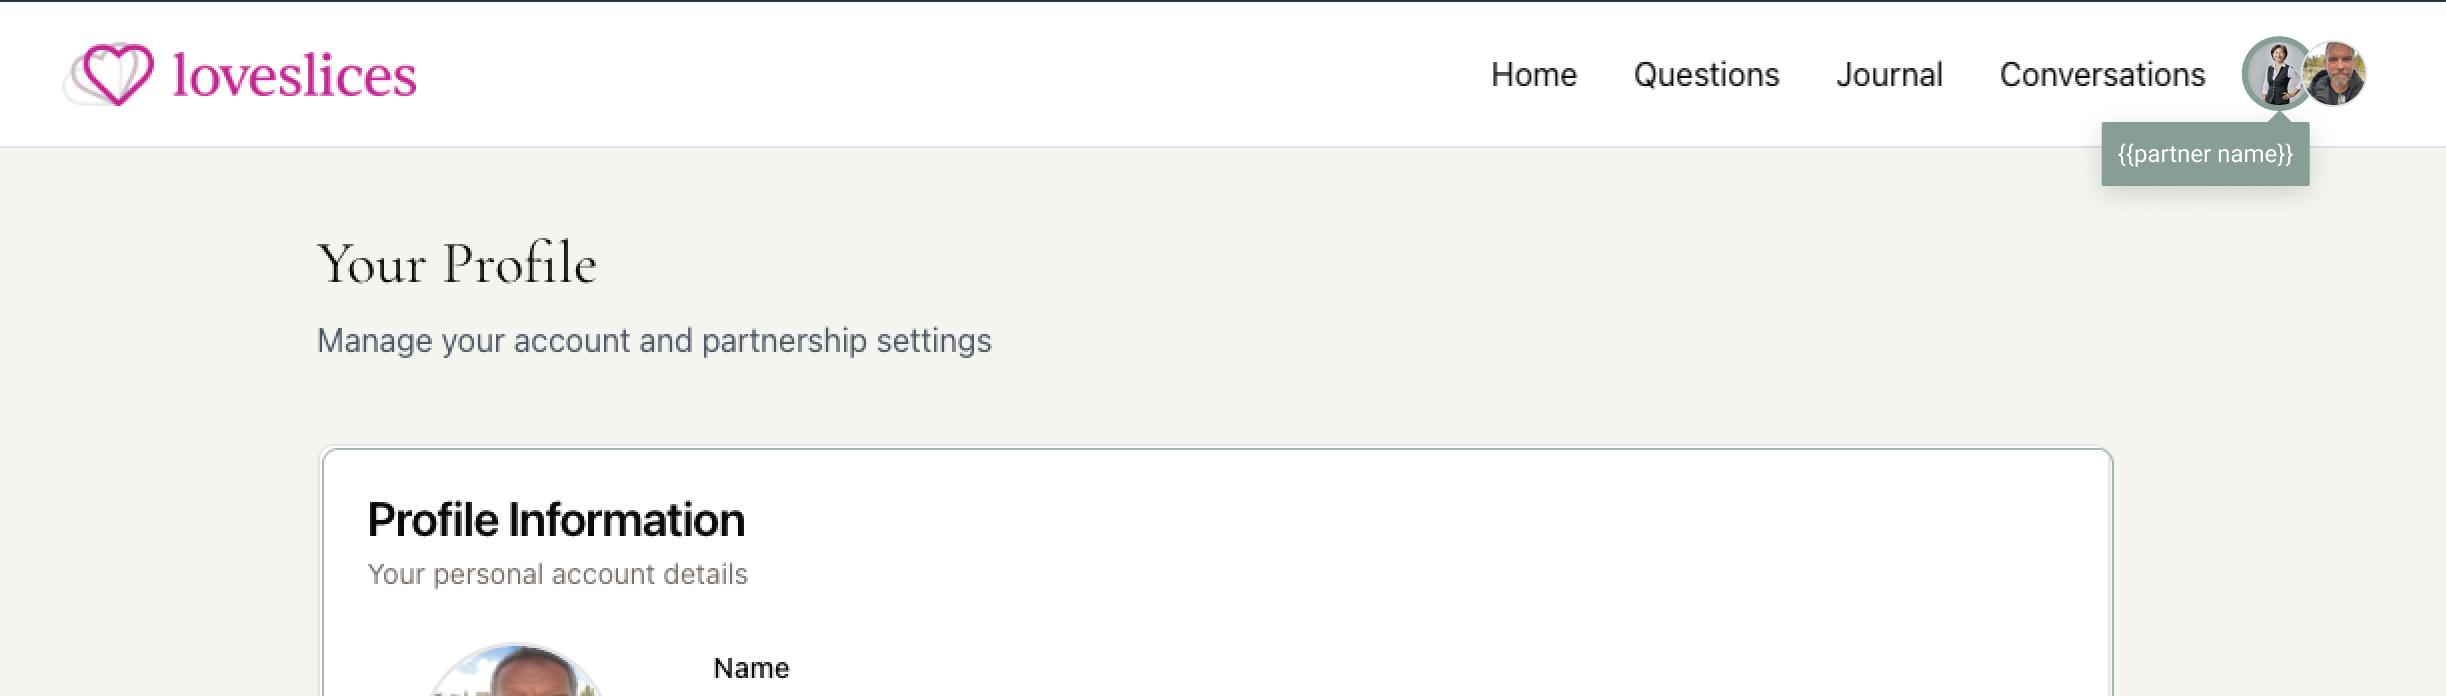 loveslices
Home Questions Journal Conversations
{{partner name}}
Your Profile
Manage your account and partnership settings
Profile Information
Your personal account details
Name